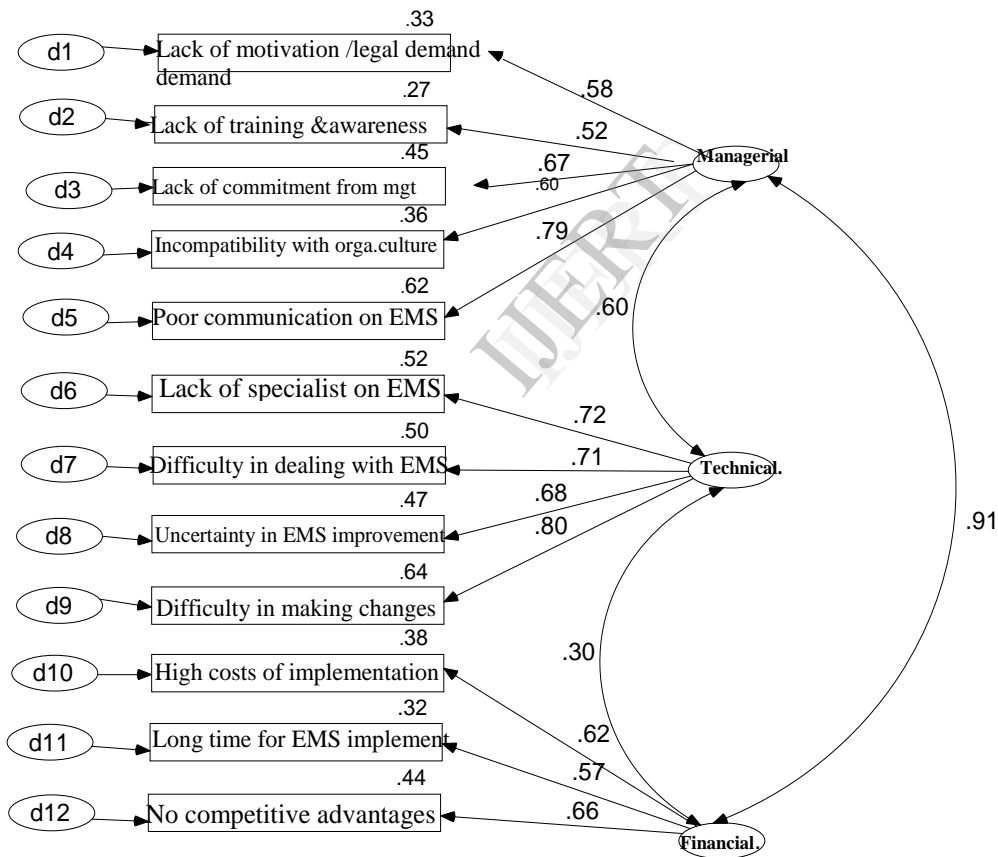 .33
d1
Lack of motivation /legal demand
demand
.58
.27
d2
Lack of training &awareness
.52
Managerial
.45
.67
d3
Lack of commitment from mgt
.60
.36
d4
Incompatibility with orga.culture
.79
IJERT
.62
d5
Poor communication on EMS
.60
.52
d6
Lack of specialist on EMS
.72
.50
d7
Difficulty in dealing with EMS
.71
Technical.
.47
.68
d8
Uncertainty in EMS improvement
.80
.91
.64
d9
Difficulty in making changes
.38
.30
d10
High costs of implementation
.32
.62
d11
Long time for EMS implement
.57
.44
d12
No competitive advantages
.66
Financial.